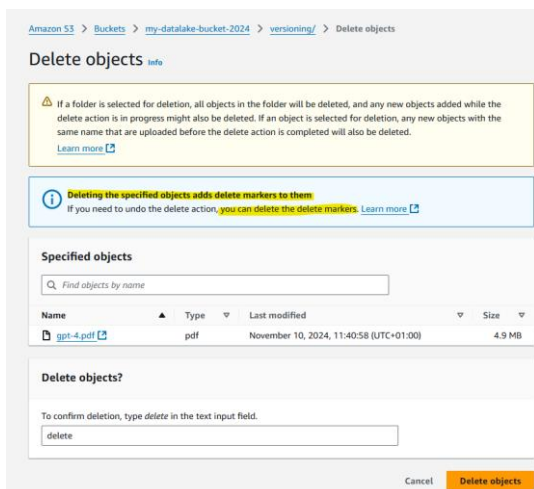 Amazon S3 > Buckets > my-datalake-bucket-2024 > versioning/ > Delete objects
Delete objects Info
If a folder is selected for deletion, all objects in the folder will be deleted, and any new objects added while the
delete action is in progress might also be deleted. If an object is selected for deletion, any new objects with the
same name that are uploaded before the delete action is completed will also be deleted.
Learn more
Deleting the specified objects adds delete markers to them
If you need to undo the delete action, you can delete the delete markers. Learn more
Specified objects
Find objects by name
Name Type Last modified Size
gpt-4.pdf pdf November 10, 2024, 11:40:58 (UTC+01:00) 4.9 MB
Delete objects?
To confirm deletion, type delete in the text input field.
delete
Cancel Delete objects